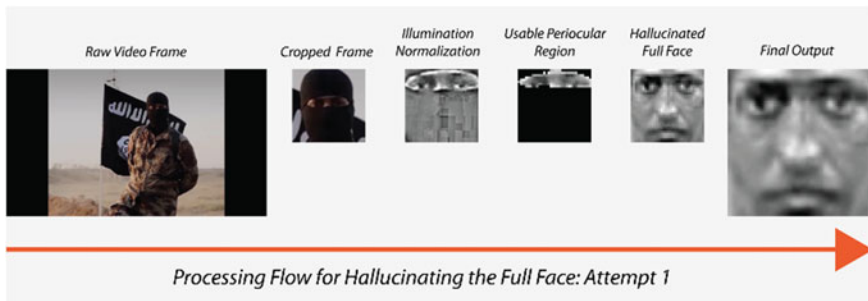 Raw Video Frame
Cropped Frame
Illumination
Normalization
Usable Periocular
Region
Hallucinated
Full Face
Final Output
Processing Flow for Hallucinating the Full Face: Attempt 1